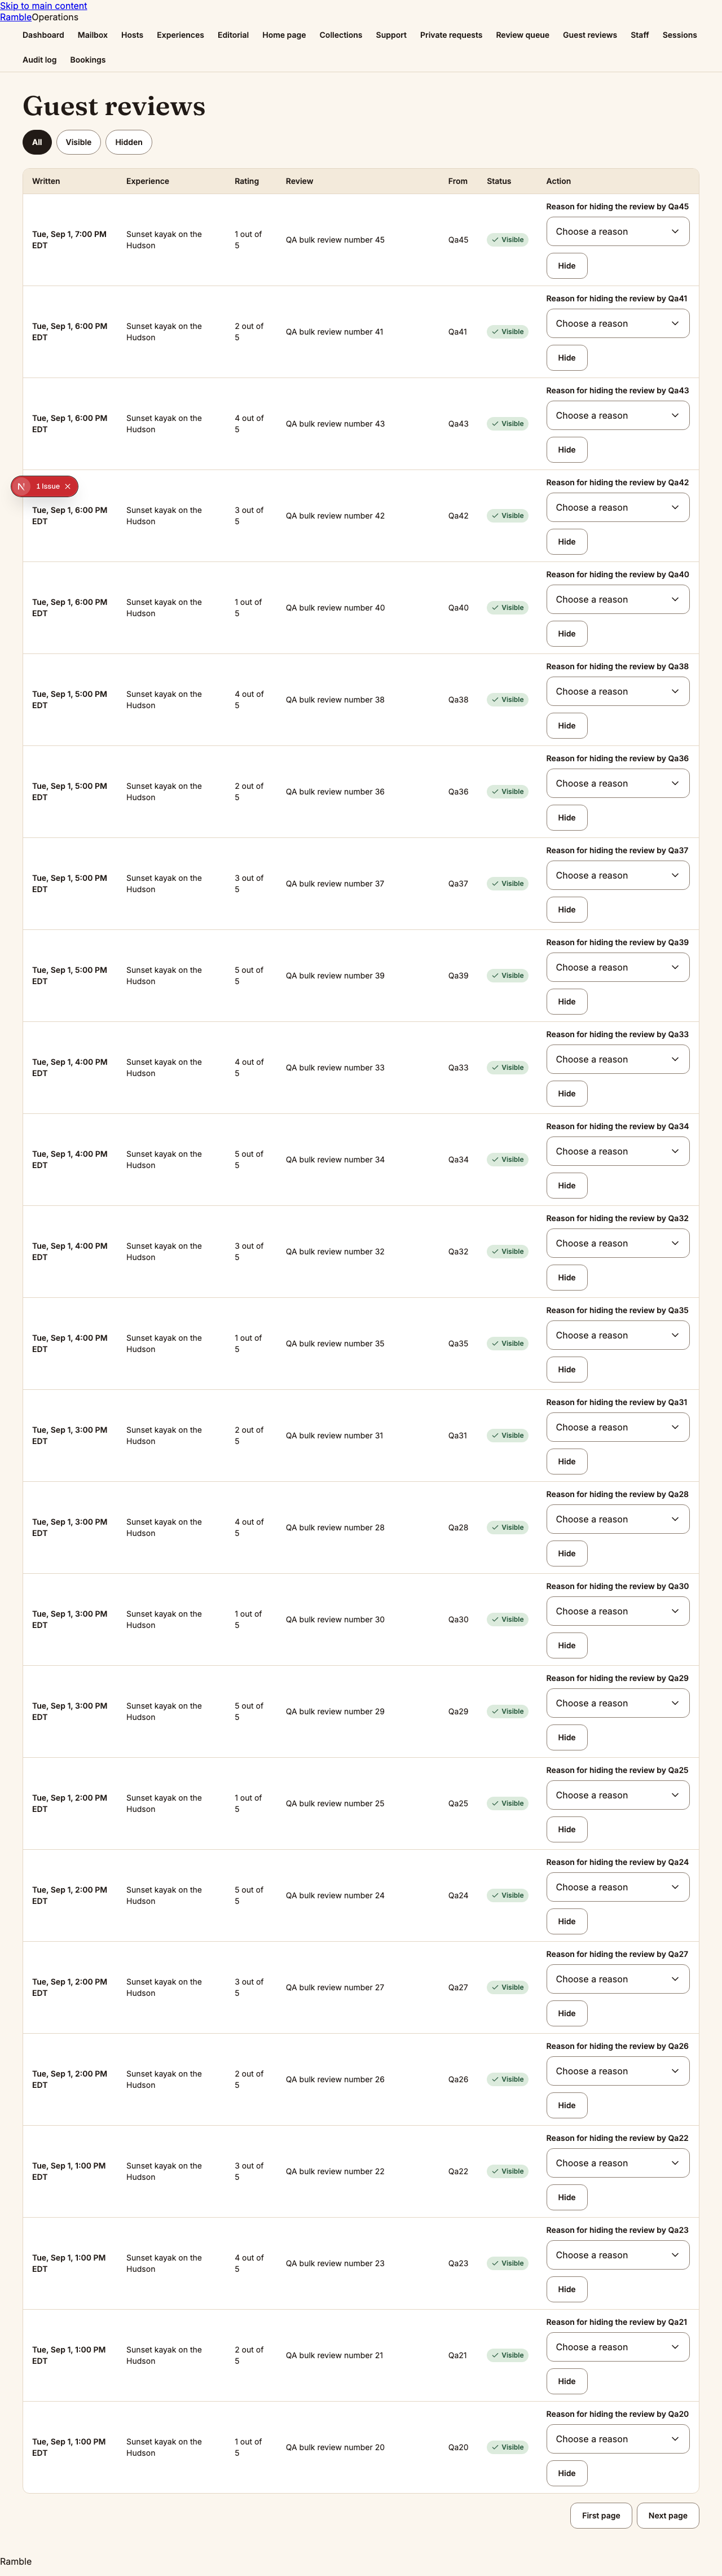 Skip to main content
RambleOperations
Dashboard Mailbox Hosts Experiences Editorial Home page Collections Support Private requests Review queue Guest reviews Staff Sessions
Audit log Bookings
Guest reviews
All Visible Hidden
Written Experience Rating Review From Status Action
Reason for hiding the review by Qa45
Tue, Sep 1, 7:00 PM EDT Sunset kayak on the Hudson 1 out of 5 QA bulk review number 45 Qa45 Visible Choose a reason
Hide
Reason for hiding the review by Qa41
Tue, Sep 1, 6:00 PM EDT Sunset kayak on the Hudson 2 out of 5 QA bulk review number 41 Qa41 Visible Choose a reason
Hide
Reason for hiding the review by Qa43
Tue, Sep 1, 6:00 PM EDT Sunset kayak on the Hudson 4 out of 5 QA bulk review number 43 Qa43 Visible Choose a reason
Hide
1 Issue
Reason for hiding the review by Qa42
Tue, Sep 1, 6:00 PM EDT Sunset kayak on the Hudson 3 out of 5 QA bulk review number 42 Qa42 Visible Choose a reason
Hide
Reason for hiding the review by Qa40
Tue, Sep 1, 6:00 PM EDT Sunset kayak on the Hudson 1 out of 5 QA bulk review number 40 Qa40 Visible Choose a reason
Hide
Reason for hiding the review by Qa38
Tue, Sep 1, 5:00 PM EDT Sunset kayak on the Hudson 4 out of 5 QA bulk review number 38 Qa38 Visible Choose a reason
Hide
Reason for hiding the review by Qa36
Tue, Sep 1, 5:00 PM EDT Sunset kayak on the Hudson 2 out of 5 QA bulk review number 36 Qa36 Visible Choose a reason
Hide
Reason for hiding the review by Qa37
Tue, Sep 1, 5:00 PM EDT Sunset kayak on the Hudson 3 out of 5 QA bulk review number 37 Qa37 Visible Choose a reason
Hide
Reason for hiding the review by Qa39
Tue, Sep 1, 5:00 PM EDT Sunset kayak on the Hudson 5 out of 5 QA bulk review number 39 Qa39 Visible Choose a reason
Hide
Reason for hiding the review by Qa33
Tue, Sep 1, 4:00 PM EDT Sunset kayak on the Hudson 4 out of 5 QA bulk review number 33 Qa33 Visible Choose a reason
Hide
Reason for hiding the review by Qa34
Tue, Sep 1, 4:00 PM EDT Sunset kayak on the Hudson 5 out of 5 QA bulk review number 34 Qa34 Visible Choose a reason
Hide
Reason for hiding the review by Qa32
Tue, Sep 1, 4:00 PM EDT Sunset kayak on the Hudson 3 out of 5 QA bulk review number 32 Qa32 Visible Choose a reason
Hide
Reason for hiding the review by Qa35
Tue, Sep 1, 4:00 PM EDT Sunset kayak on the Hudson 1 out of 5 QA bulk review number 35 Qa35 Visible Choose a reason
Hide
Reason for hiding the review by Qa31
Tue, Sep 1, 3:00 PM EDT Sunset kayak on the Hudson 2 out of 5 QA bulk review number 31 Qa31 Visible Choose a reason
Hide
Reason for hiding the review by Qa28
Tue, Sep 1, 3:00 PM EDT Sunset kayak on the Hudson 4 out of 5 QA bulk review number 28 Qa28 Visible Choose a reason
Hide
Reason for hiding the review by Qa30
Tue, Sep 1, 3:00 PM EDT Sunset kayak on the Hudson 1 out of 5 QA bulk review number 30 Qa30 Visible Choose a reason
Hide
Reason for hiding the review by Qa29
Tue, Sep 1, 3:00 PM EDT Sunset kayak on the Hudson 5 out of 5 QA bulk review number 29 Qa29 Visible Choose a reason
Hide
Reason for hiding the review by Qa25
Tue, Sep 1, 2:00 PM EDT Sunset kayak on the Hudson 1 out of 5 QA bulk review number 25 Qa25 Visible Choose a reason
Hide
Reason for hiding the review by Qa24
Tue, Sep 1, 2:00 PM EDT Sunset kayak on the Hudson 5 out of 5 QA bulk review number 24 Qa24 Visible Choose a reason
Hide
Reason for hiding the review by Qa27
Tue, Sep 1, 2:00 PM EDT Sunset kayak on the Hudson 3 out of 5 QA bulk review number 27 Qa27 Visible Choose a reason
Hide
Reason for hiding the review by Qa26
Tue, Sep 1, 2:00 PM EDT Sunset kayak on the Hudson 2 out of 5 QA bulk review number 26 Qa26 Visible Choose a reason
Hide
Reason for hiding the review by Qa22
Tue, Sep 1, 1:00 PM EDT Sunset kayak on the Hudson 3 out of 5 QA bulk review number 22 Qa22 Visible Choose a reason
Hide
Reason for hiding the review by Qa23
Tue, Sep 1, 1:00 PM EDT Sunset kayak on the Hudson 4 out of 5 QA bulk review number 23 Qa23 Visible Choose a reason
Hide
Reason for hiding the review by Qa21
Tue, Sep 1, 1:00 PM EDT Sunset kayak on the Hudson 2 out of 5 QA bulk review number 21 Qa21 Visible Choose a reason
Hide
Reason for hiding the review by Qa20
Tue, Sep 1, 1:00 PM EDT Sunset kayak on the Hudson 1 out of 5 QA bulk review number 20 Qa20 Visible Choose a reason
Hide
First page Next page
Ramble